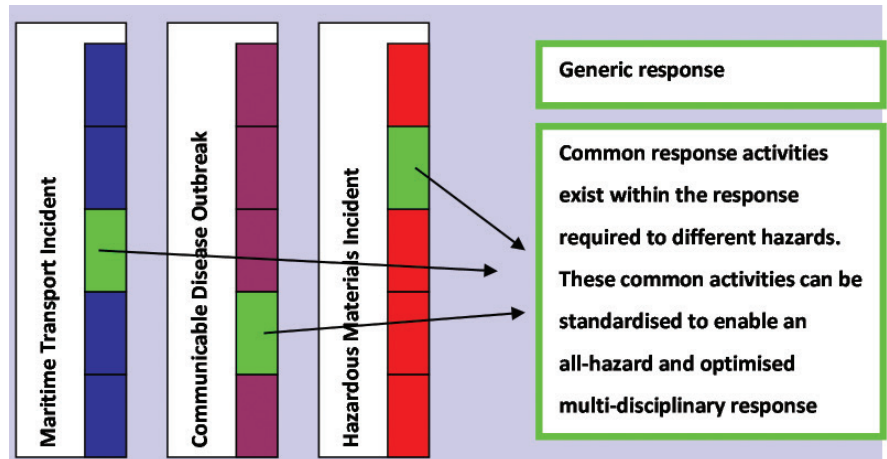 Maritime Transport Incident
Communicable Disease Outbreak
Hazardous Materials Incident
Generic response
Common response activities
exist within the response
required to different hazards.
These common activities can be
standardised to enable an
all-hazard and optimised
multi-disciplinary response